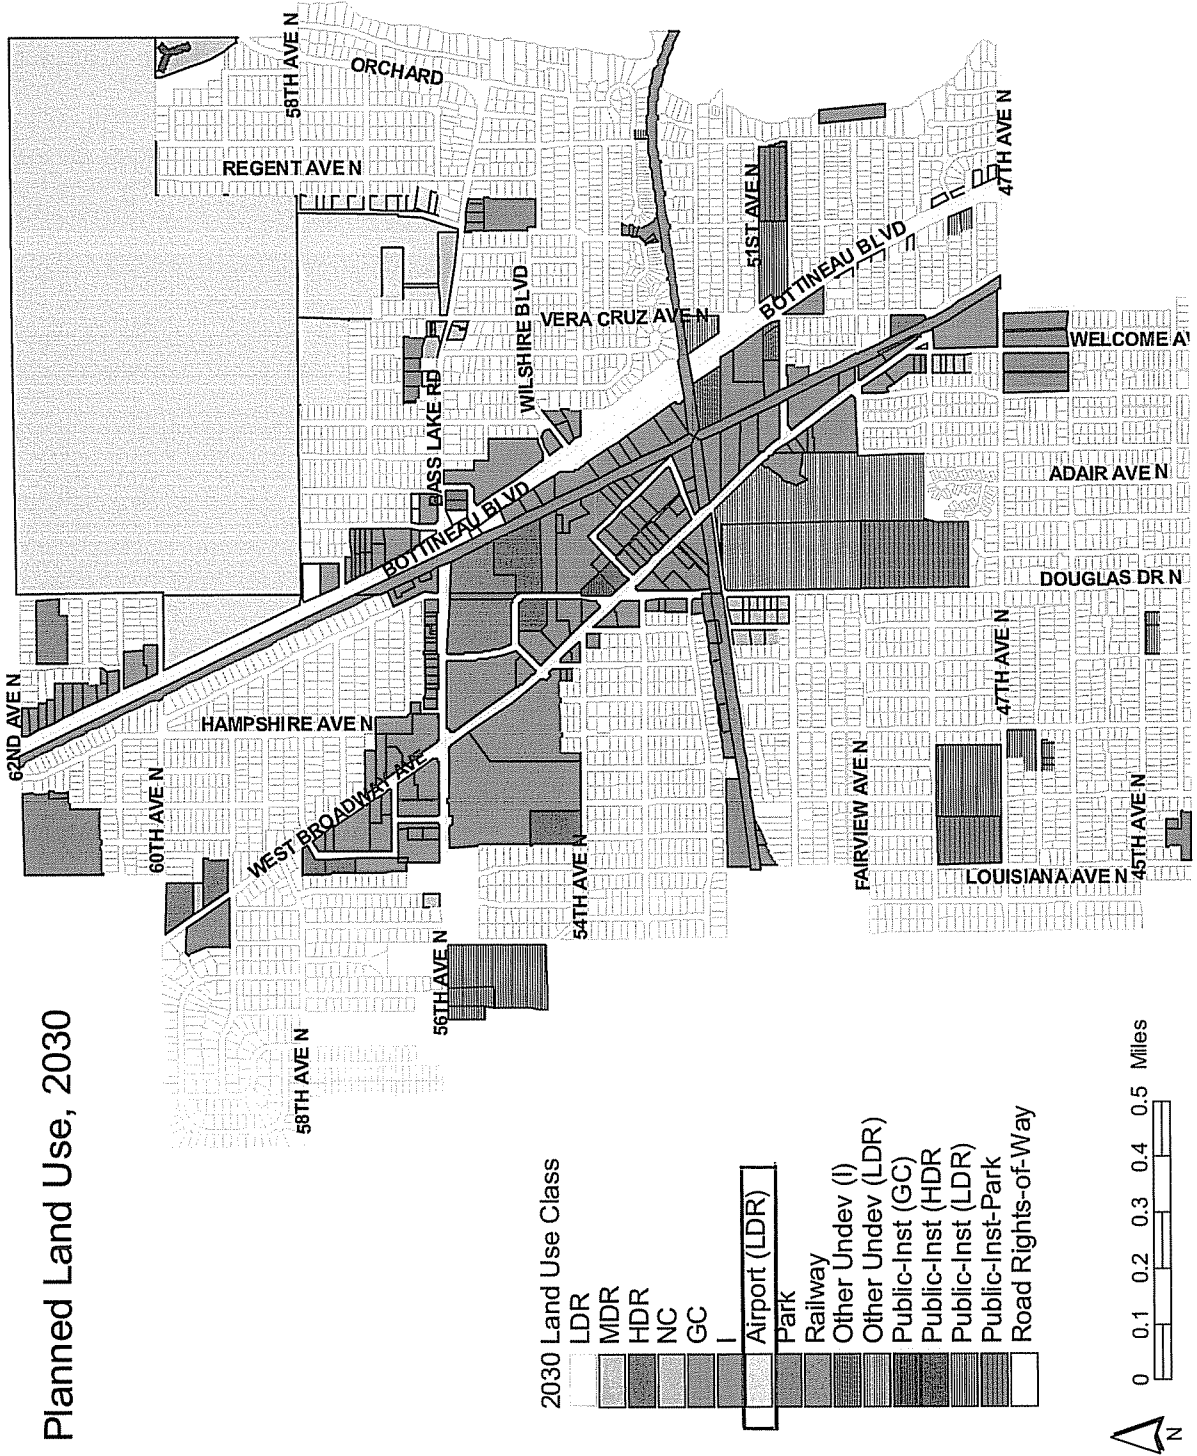 Planned Land Use, 2030
58TH AVE N
ORCHARD
REGENT AVE N
47TH AVE N
51ST AVE N
BOTTINEAU BLVD
WILSHIRE BLVD
VERA CRUZ AVE N
WELCOME AV
ASS LAKE RD
ADAIR AVE N
BOTTINEAU BLVD
DOUGLAS DR N
62ND AVE N
HAMPSHIRE AVE N
47TH AVE N
60TH AVE N
WEST BROADWAY AVE
FAIRVIEW AVE N
45TH AVE N
LOUISIANA AVE N
54TH AVE N
56TH AVE N
58TH AVE N
2030 Land Use Class
LDR
MDR
HDR
NC
GC
I
Airport (LDR)
Park
Railway
Other Undev (I)
Other Undev (LDR)
Public-Inst (GC)
Public-Inst (HDR
Public-Inst (LDR)
Public-Inst-Park
Road Rights-of-Way
0 0.1 0.2 0.3 0.4 0.5 Miles
N